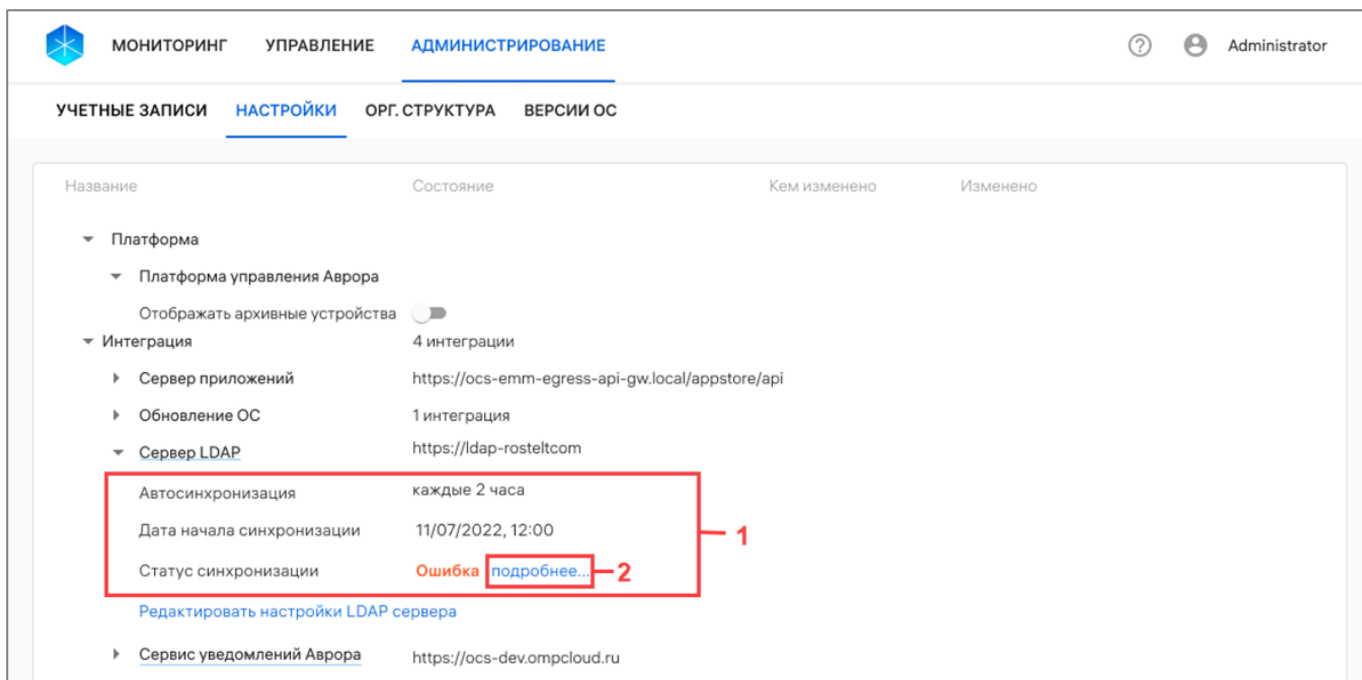 МОНИТОРИНГ УПРАВЛЕНИЕ АДМИНИСТРИРОВАНИЕ ? Administrator
УЧЕТНЫЕ ЗАПИСИ НАСТРОЙКИ ОРГ. СТРУКТУРА ВЕРСИИ ОС
Название Состояние Кем изменено Изменено
Платформа
Платформа управления Аврора
Отображать архивные устройства
Интеграция 4 интеграции
Сервер приложений https://ocs-emm-egress-api-gw.local/appstore/api
Обновление ОС 1 интеграция
Сервер LDAP https://ldap-rosteltcom
Автосинхронизация каждые 2 часа
Дата начала синхронизации 11/07/2022, 12:00 1
Статус синхронизации Ошибка подробнее... 2
Редактировать настройки LDAP сервера
Сервис уведомлений Аврора https://ocs-dev.ompcloud.ru